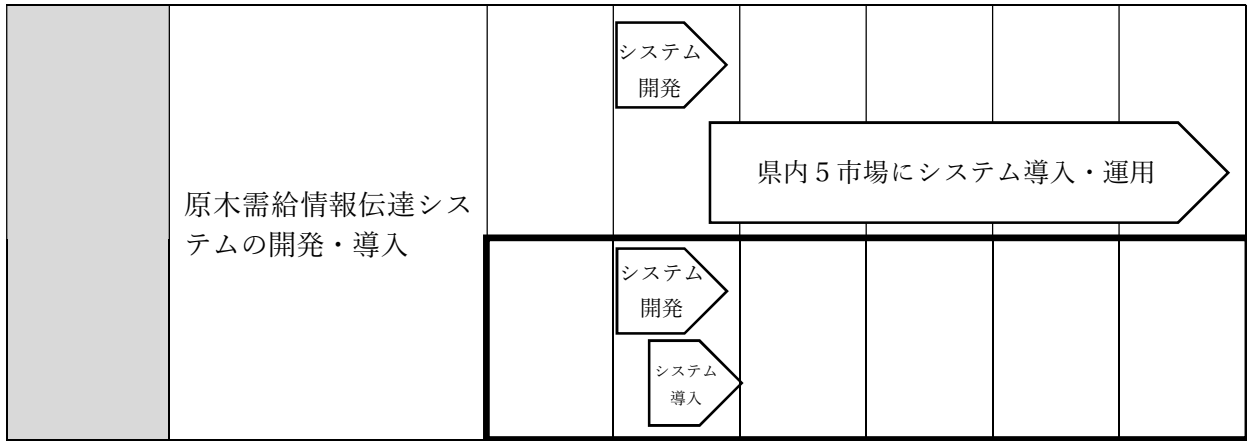 原木需給情報伝達シス
テムの開発・導入
システム
開発
県内５市場にシステム導入・運用
システム
開発
システム
導入